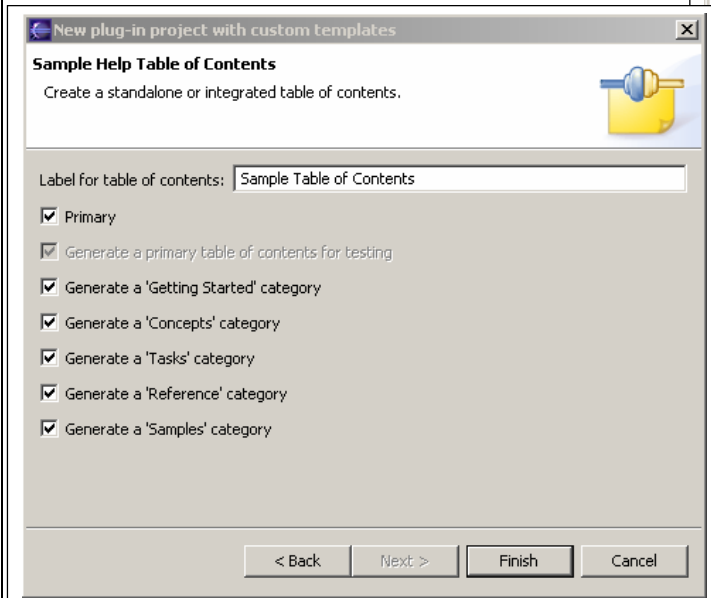 New plug-in project with custom templates
Sample Help Table of Contents
Create a standalone or integrated table of contents.
Label for table of contents: Sample Table of Contents
Primary
Generate a primary table of contents for testing
Generate a 'Getting Started' category
Generate a 'Concepts' category
Generate a 'Tasks' category
Generate a 'Reference' category
Generate a 'Samples' category
< Back Next > Finish Cancel